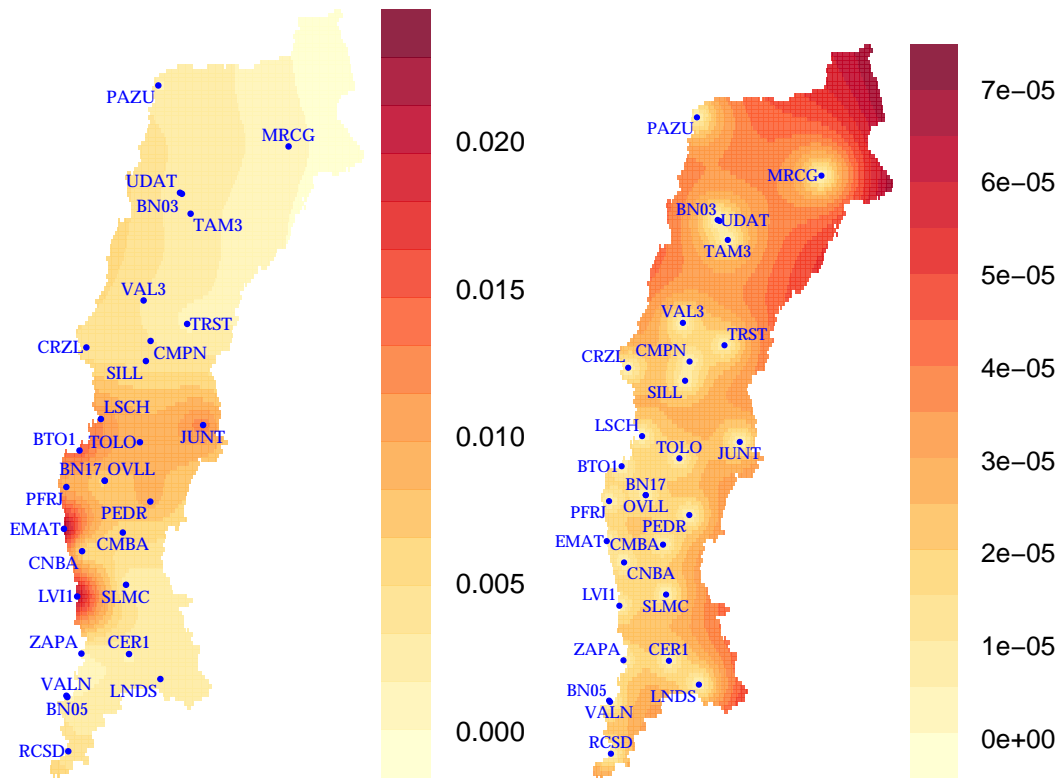 PAZU
MRCG
UDAT
BN03
TAM3
VAL3
TRST
CRZL
CMPN
SILL
LSCH
BTO1
TOLO
JUNT
BN17 OVLL
PFRJ
PEDR
EMAT
CMBA
CNBA
LVI1
SLMC
ZAPA
CER1
VALN
LNDS
BN05
RCSD
0.020
0.015
0.010
0.005
0.000
PAZU
MRCG
BN03
UDAT
TAM3
VAL3
TRST
CRZL
CMPN
SILL
LSCH
TOLO
JUNT
BTO1
BN17
PFRJ
OVLL
PEDR
EMAT
CMBA
CNBA
LVI1
SLMC
ZAPA
CER1
BN05
LNDS
VALN
RCSD
7e−05
6e−05
5e−05
4e−05
3e−05
2e−05
1e−05
0e+00